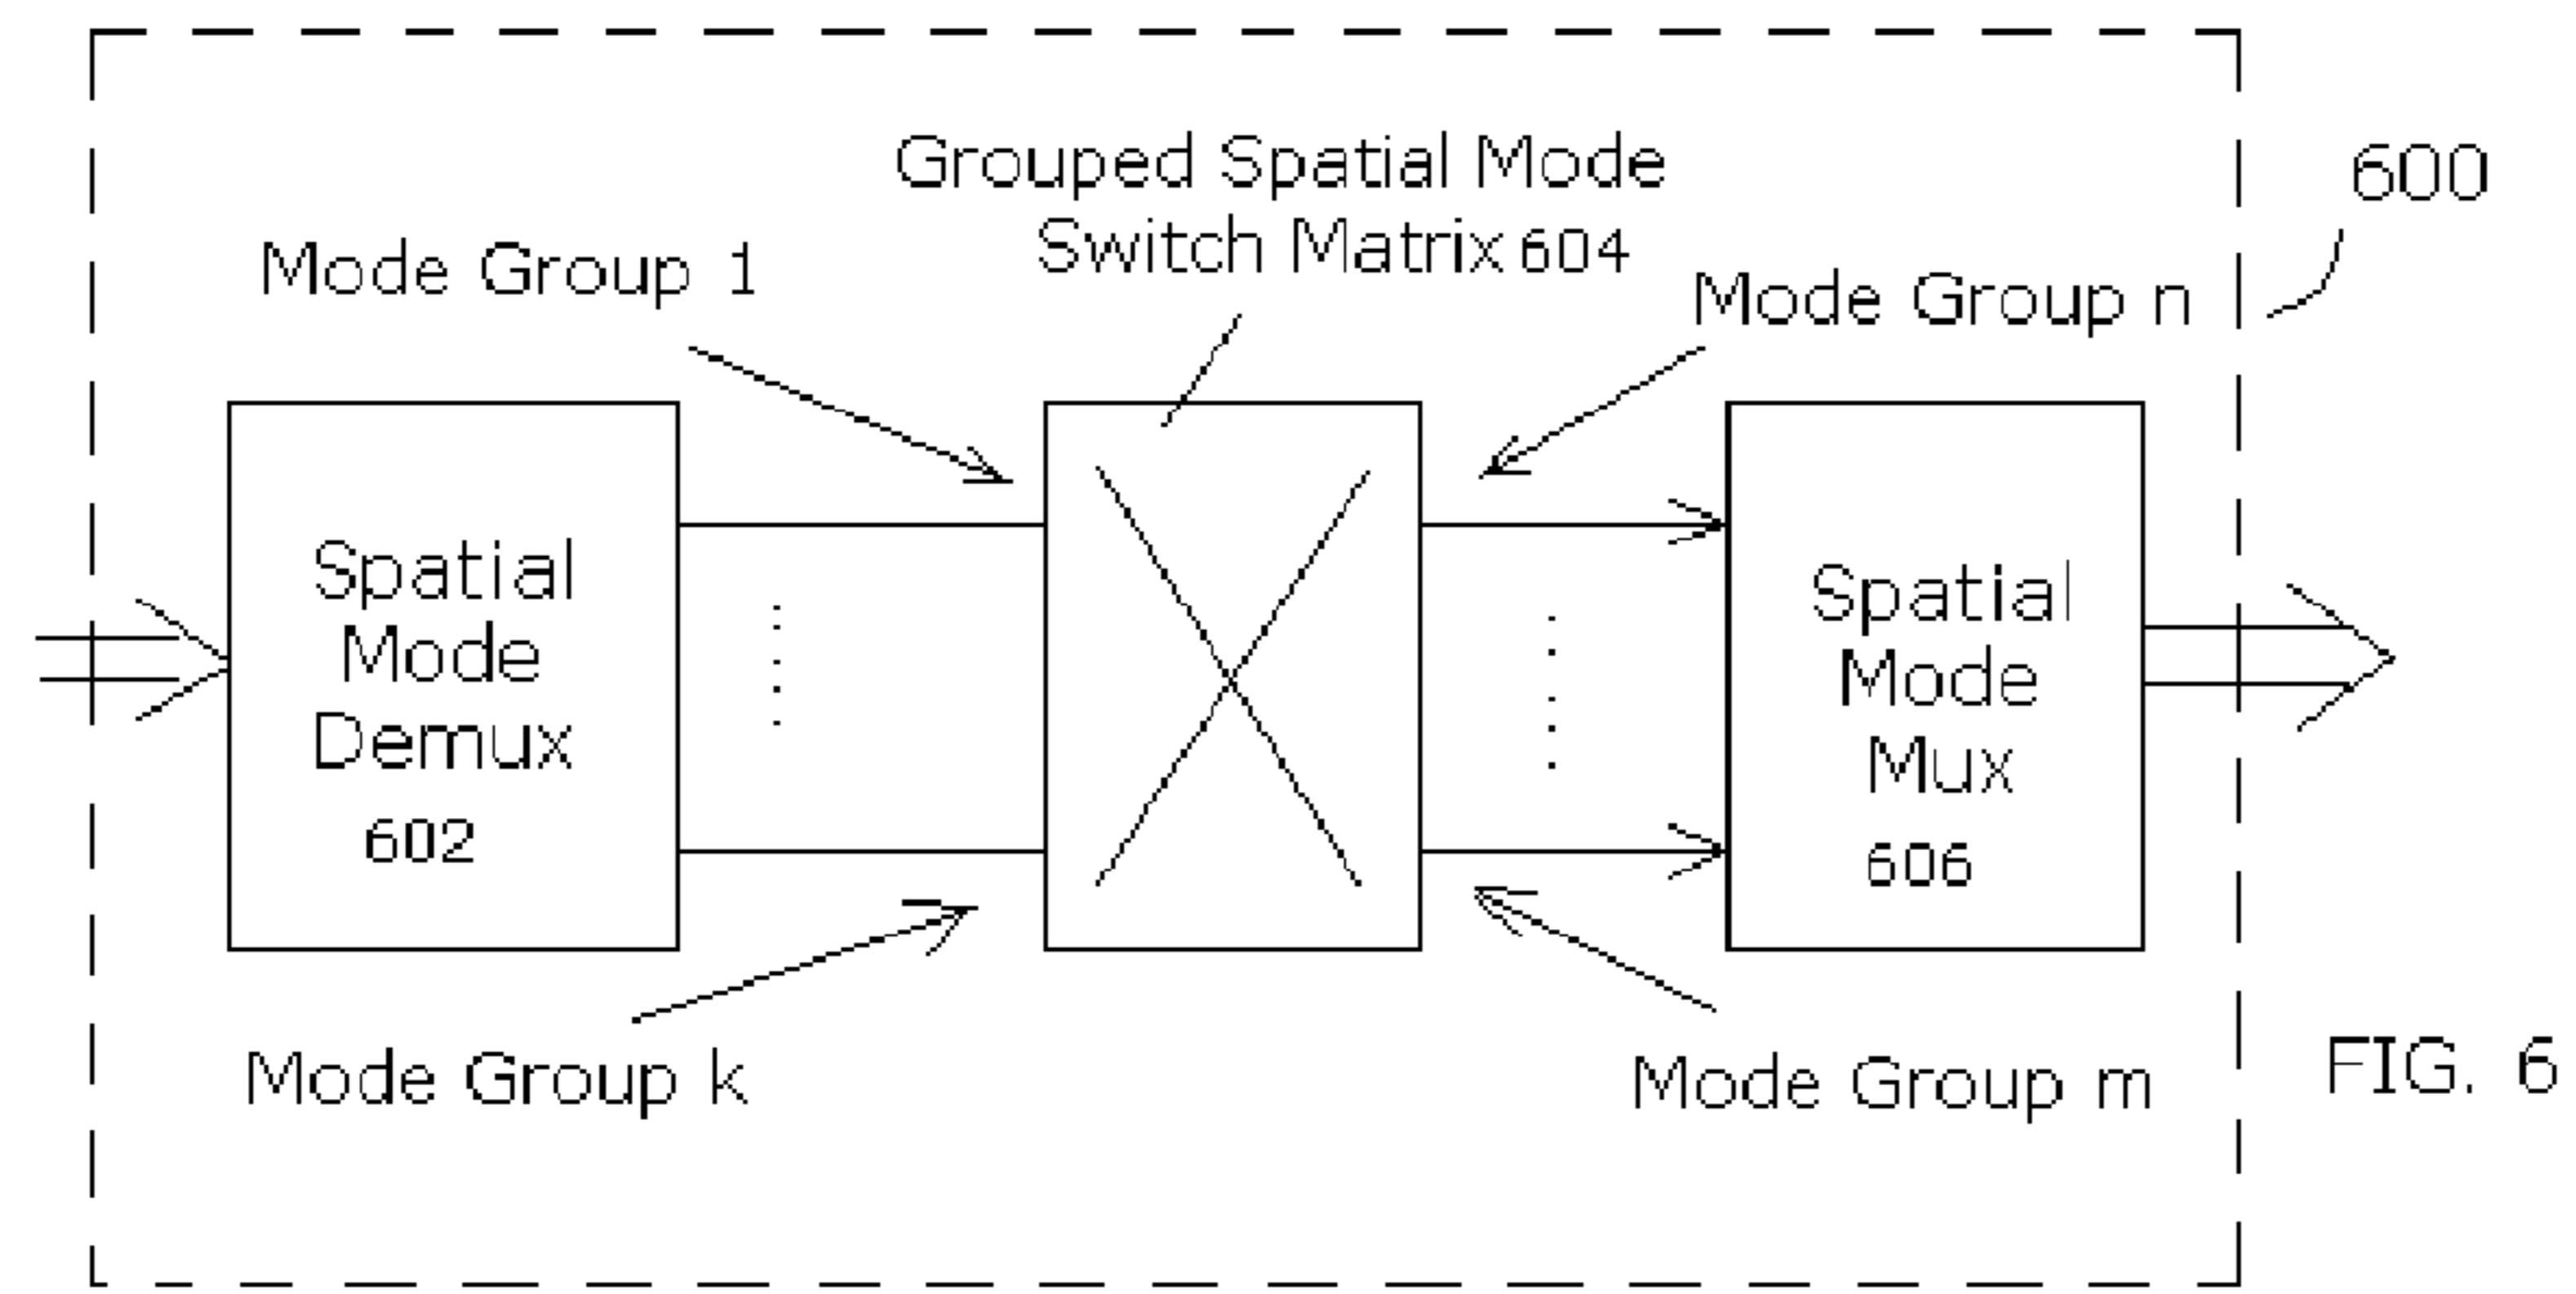 Grouped Spatial Mode
Switch Matrix 604
600
Mode Group 1
Mode Group n
Spatial
Mode
Demux
602
Spatial
Mode
Mux
606
Mode Group k
Mode Group m
FIG. 6